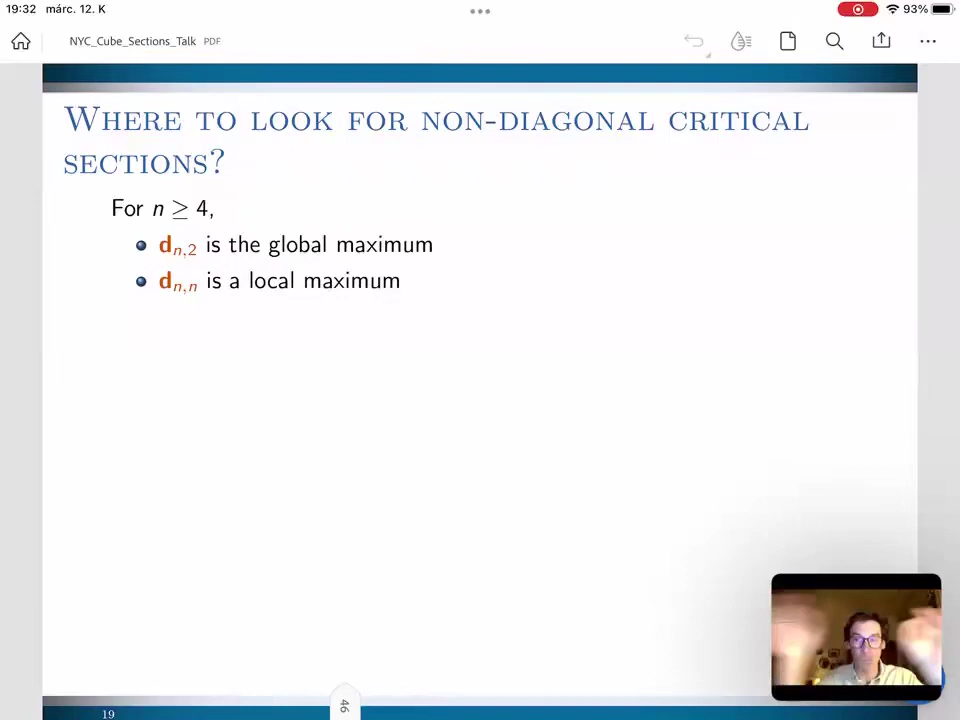 19:32 márc. 12. K
93%
NYC_Cube_Sections_Talk PDF
Where to look for non-diagonal critical
sections?
For n ≥ 4,
d_{n,2} is the global maximum
d_{n,n} is a local maximum
19
46